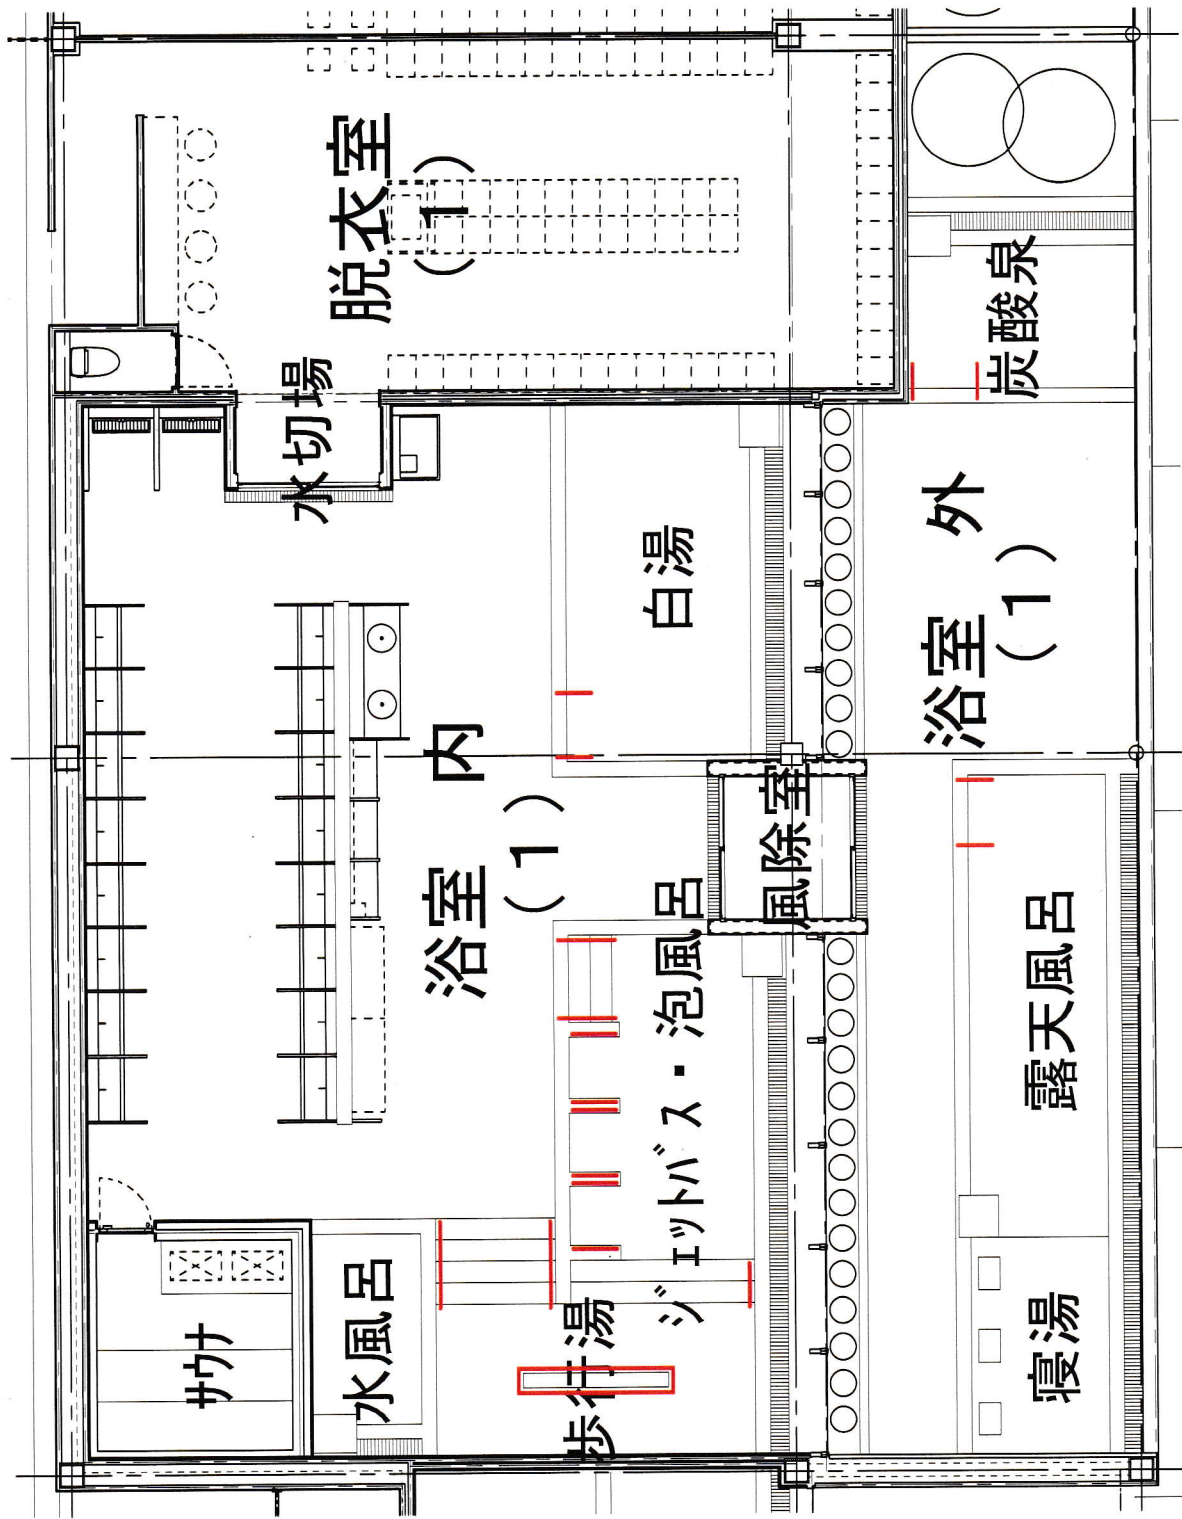 脱衣室
（1）
水切場
炭酸泉
白湯
浴室 外
（1）
浴室 内
（1）
風除室
ジェットバス・泡風呂
露天風呂
サウナ
水風呂
歩行湯
寝湯